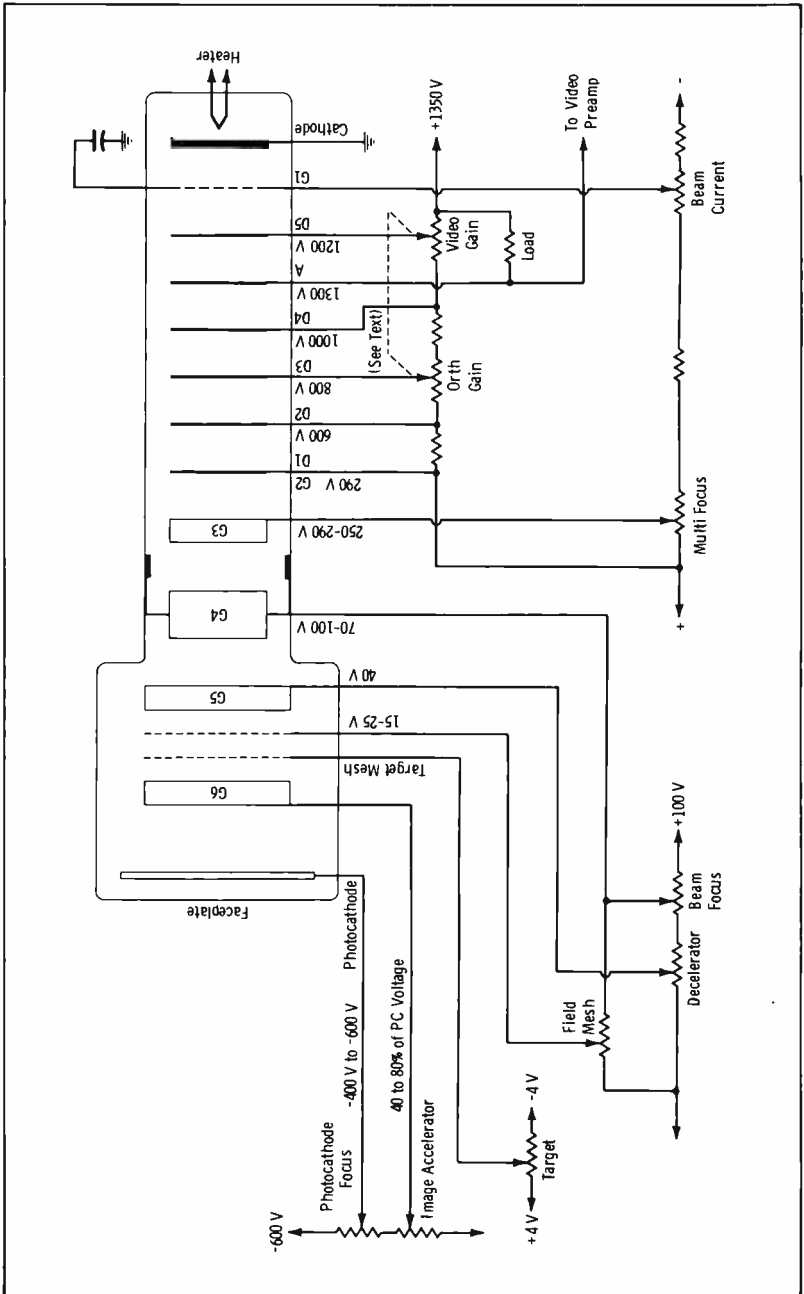 Heater
Cathode
G1
D5
1200 V
A
1300 V
D4
1000 V
D3
800 V
D2
600 V
D1
G2
290 V
G3
250-290 V
G4
70-100 V
G5
40 V
15-25 V
Target Mesh
G6
Faceplate
Photocathode
+1350 V
To Video
Preamp
Video
Gain
Load
(See Text)
Orth
Gain
-
Beam
Current
Multi Focus
+
Photocathode
Focus
-400 V to -600 V
40 to 80% of PC Voltage
Image Accelerator
-600 V
+4 V
-4 V
Target
Field
Mesh
+100 V
Beam
Focus
Decelerator